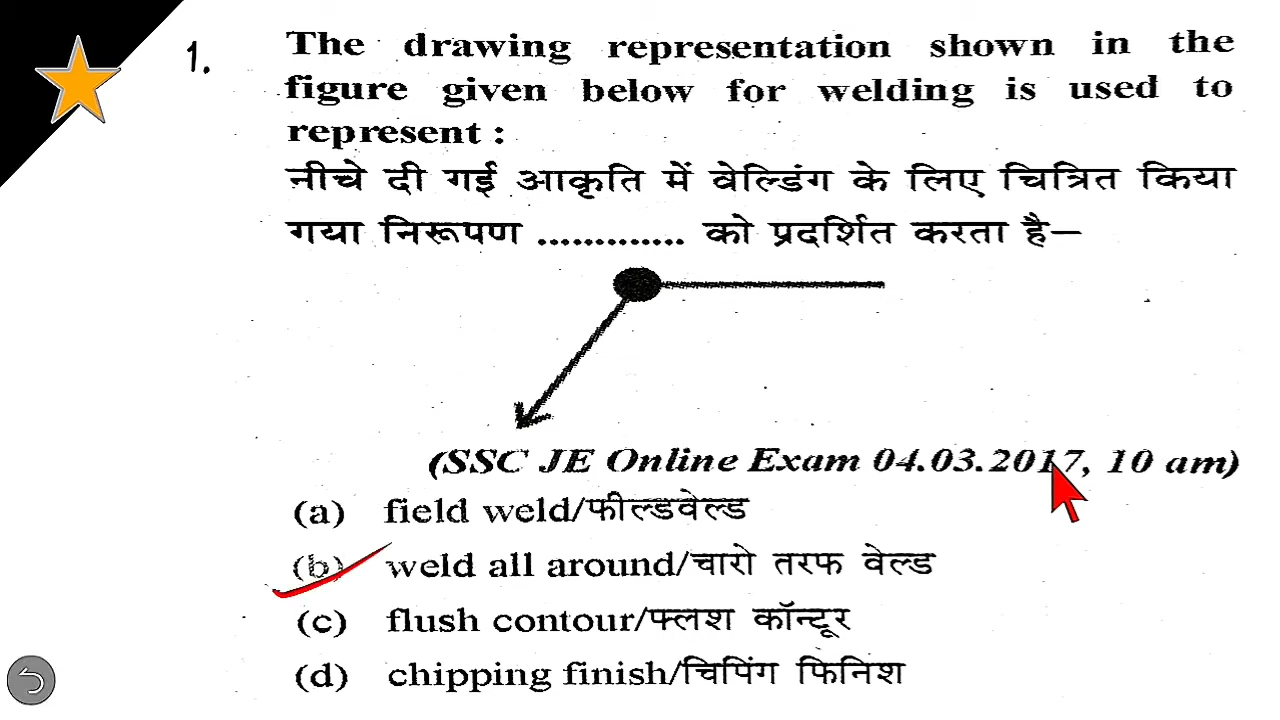 1. The drawing representation shown in the
figure given below for welding is used to
represent :
नीचे दी गई आकृति में वेल्डिंग के लिए चित्रित किया
गया निरूपण ............. को प्रदर्शित करता है–
(SSC JE Online Exam 04.03.2017, 10 am)
(a) field weld/फील्डवेल्ड
(b) weld all around/चारो तरफ वेल्ड
(c) flush contour/फ्लश कॉन्टूर
(d) chipping finish/चिपिंग फिनिश